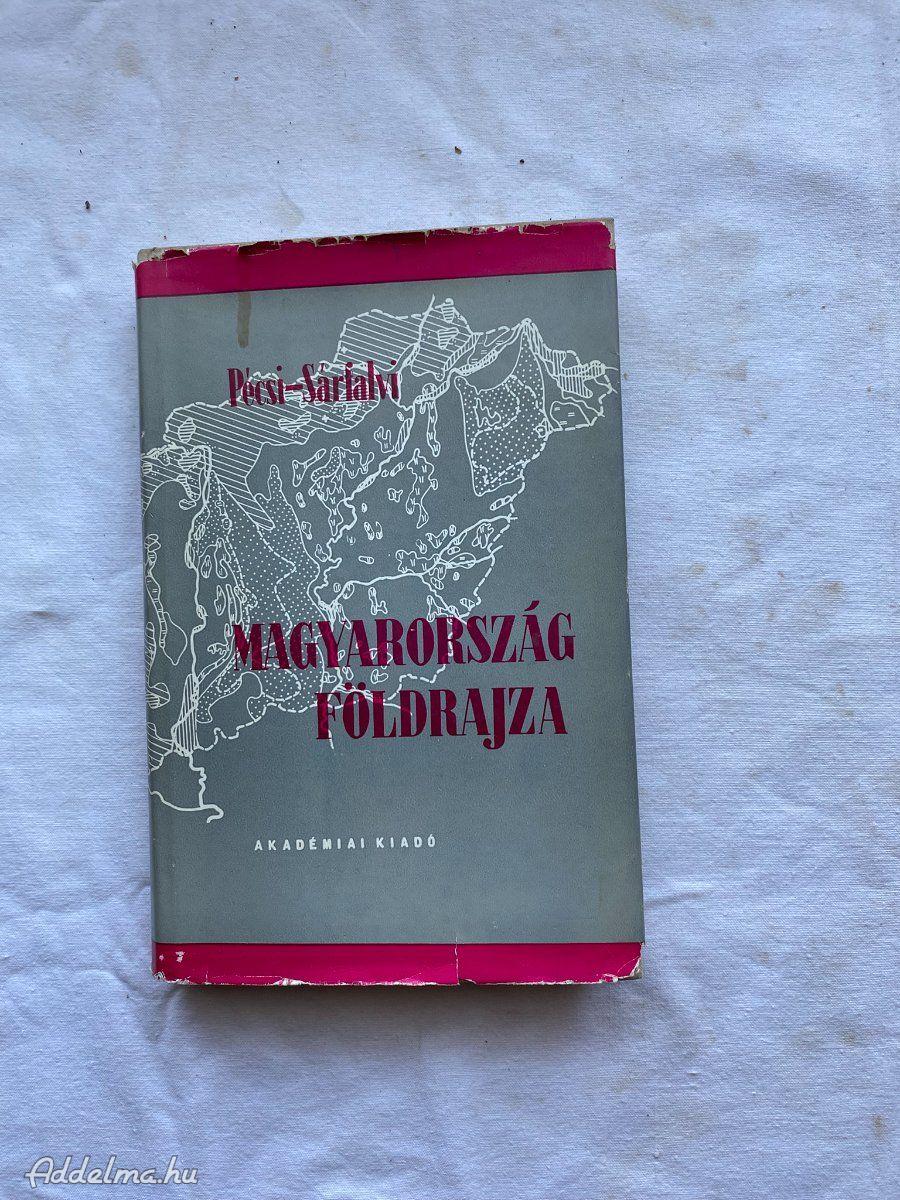 Pécsi-Sárfalvi
MAGYARORSZÁG
FÖLDRAJZA
AKADÉMIAI KIADÓ
Addelma.hu